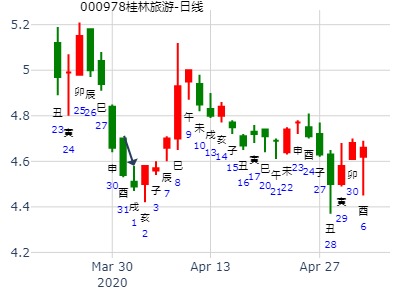 000978桂林旅游-日线
5.2
5
4.8
4.6
4.4
4.2
丑
23
寅
24
卯
25
辰
26
巳
27
申
30
酉
31
戌
1
亥
2
子
3
辰
7
巳
8
午
9
未
10
戌
13
亥
14
子
15
丑
16
寅
17
卯
20
午
21
未
22
申
23
酉
24
子
27
丑
28
寅
29
卯
30
酉
6
Mar 30
2020
Apr 13
Apr 27